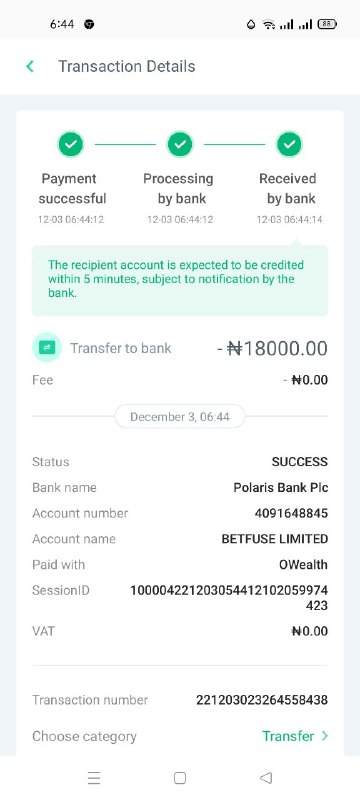 6:44
88
Transaction Details
Payment successful
Processing by bank
Received by bank
12-03 06:44:12
12-03 06:44:12
12-03 06:44:14
The recipient account is expected to be credited
within 5 minutes, subject to notification by the
bank.
Transfer to bank - ₦18000.00
Fee - ₦0.00
December 3, 06:44
Status SUCCESS
Bank name Polaris Bank Plc
Account number 4091648845
Account name BETFUSE LIMITED
Paid with OWealth
SessionID 100004221203054412102059974
423
VAT ₦0.00
Transaction number 221203023264558438
Choose category Transfer >